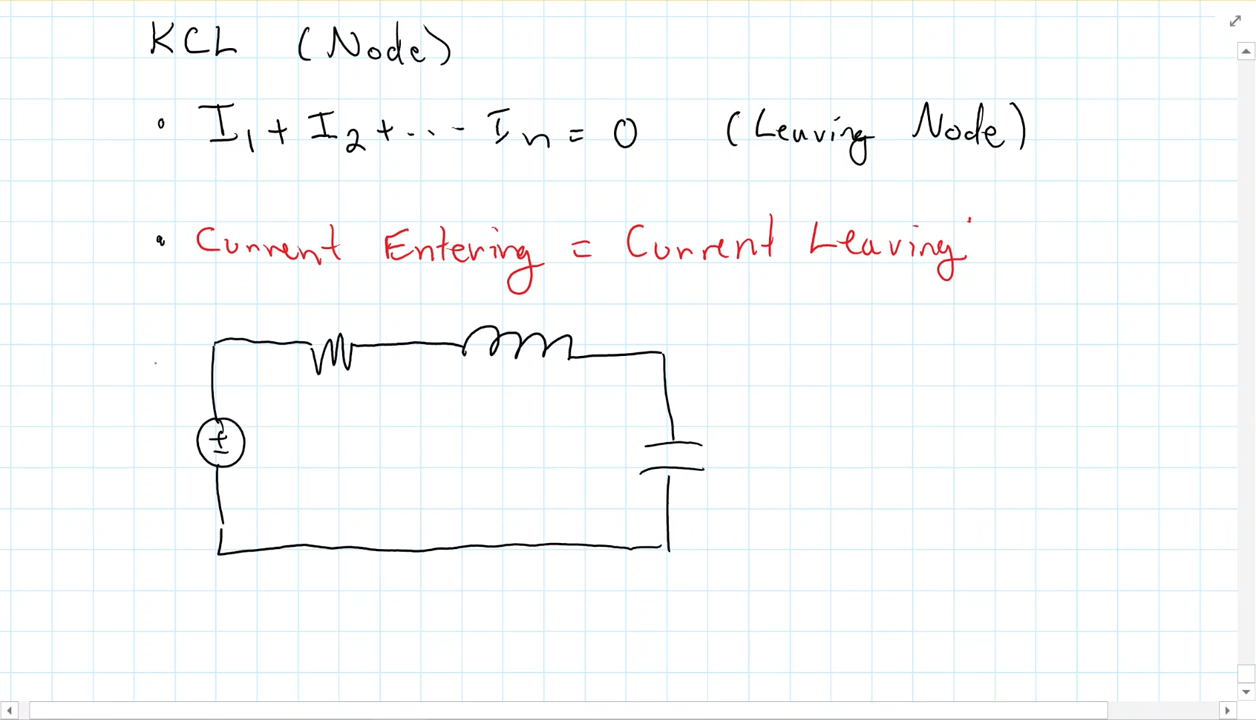 KCL (Node)
• I₁ + I₂ + ... Iₙ = 0 (Leaving Node)
• Current Entering = Current Leaving
±